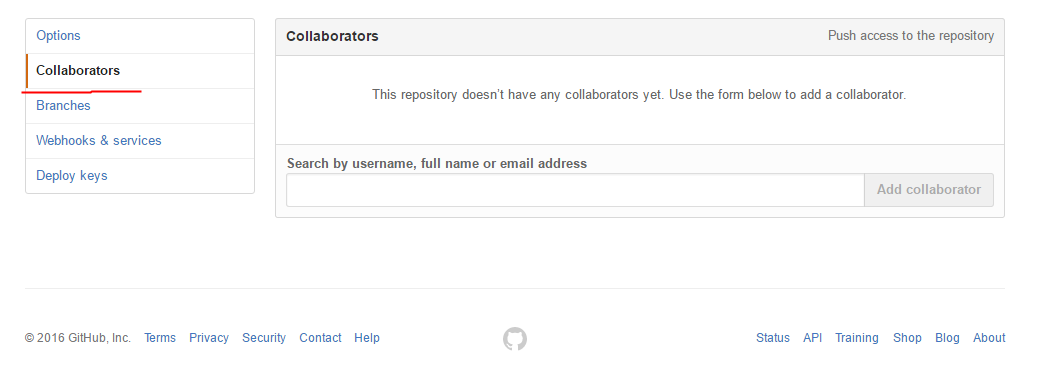 Options
Collaborators
Branches
Webhooks & services
Deploy keys
Collaborators Push access to the repository
This repository doesn't have any collaborators yet. Use the form below to add a collaborator.
Search by username, full name or email address
Add collaborator
© 2016 GitHub, Inc. Terms Privacy Security Contact Help Status API Training Shop Blog About